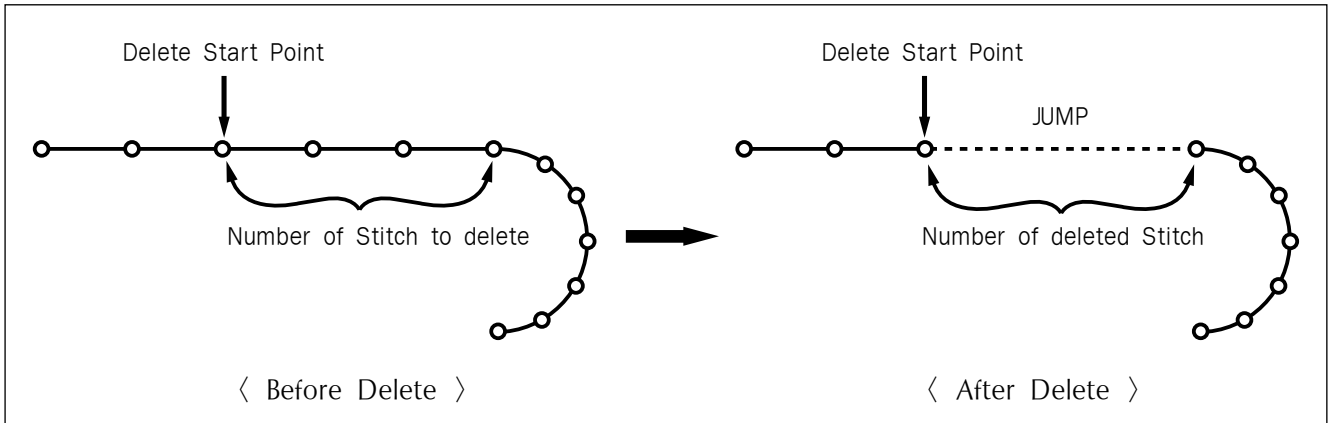 Delete Start Point
Number of Stitch to delete
〈 Before Delete 〉
Delete Start Point
JUMP
Number of deleted Stitch
〈 After Delete 〉